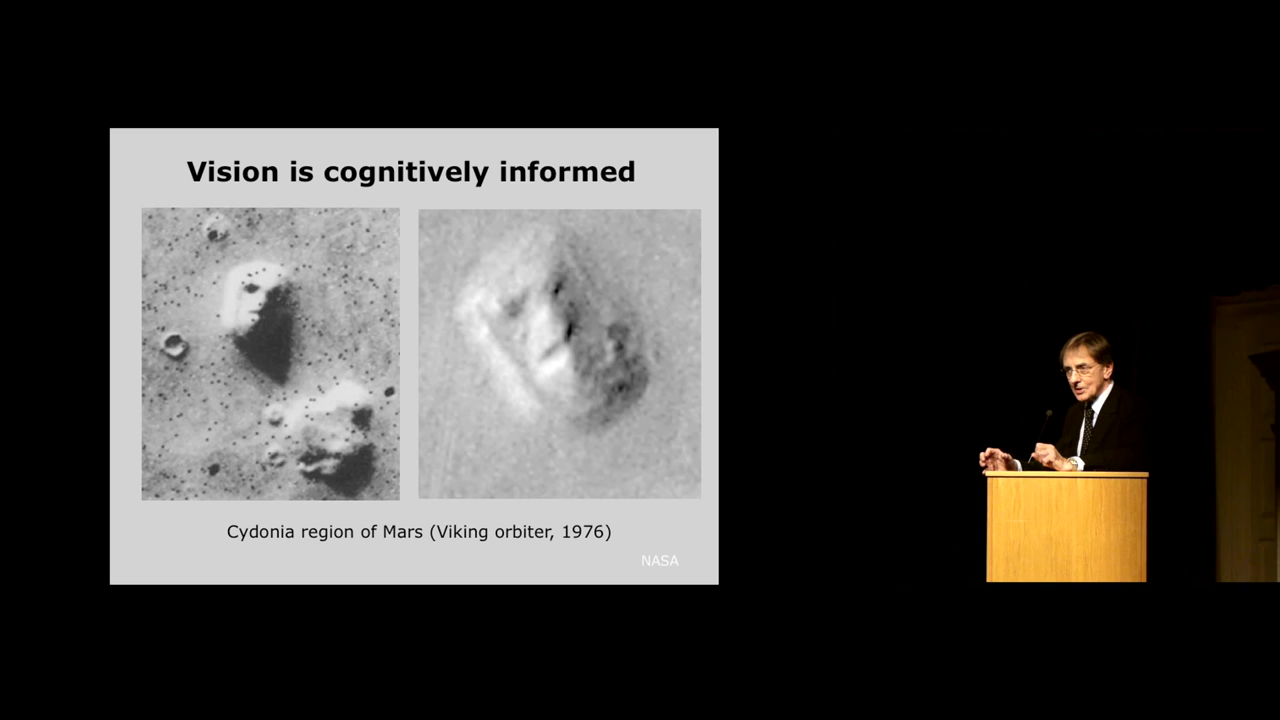 Vision is cognitively informed
Cydonia region of Mars (Viking orbiter, 1976)
NASA